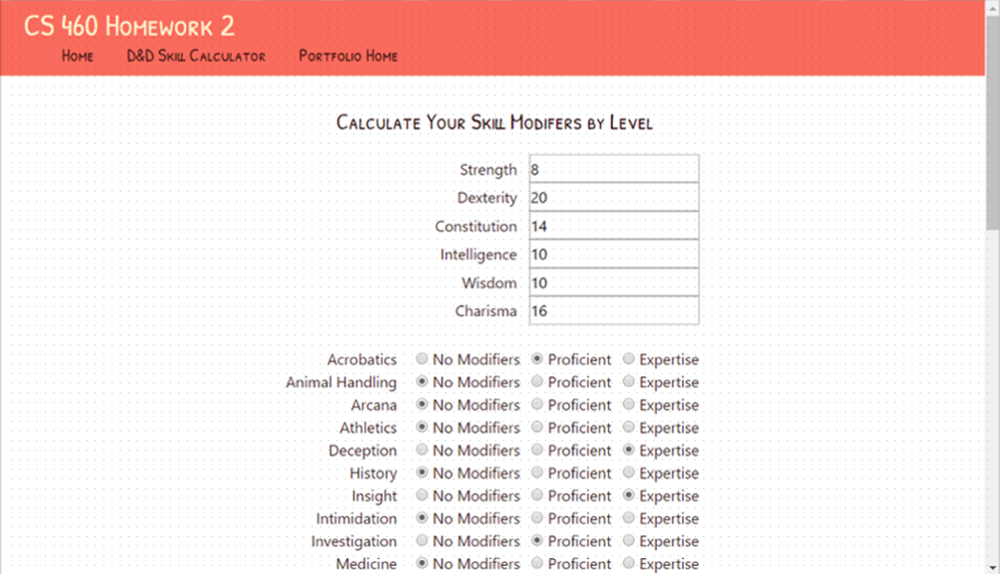 CS 460 Homework 2
Home D&D Skill Calculator Portfolio Home
Calculate Your Skill Modifers by Level
Strength 8
Dexterity 20
Constitution 14
Intelligence 10
Wisdom 10
Charisma 16
Acrobatics No Modifiers Proficient Expertise
Animal Handling No Modifiers Proficient Expertise
Arcana No Modifiers Proficient Expertise
Athletics No Modifiers Proficient Expertise
Deception No Modifiers Proficient Expertise
History No Modifiers Proficient Expertise
Insight No Modifiers Proficient Expertise
Intimidation No Modifiers Proficient Expertise
Investigation No Modifiers Proficient Expertise
Medicine No Modifiers Proficient Expertise